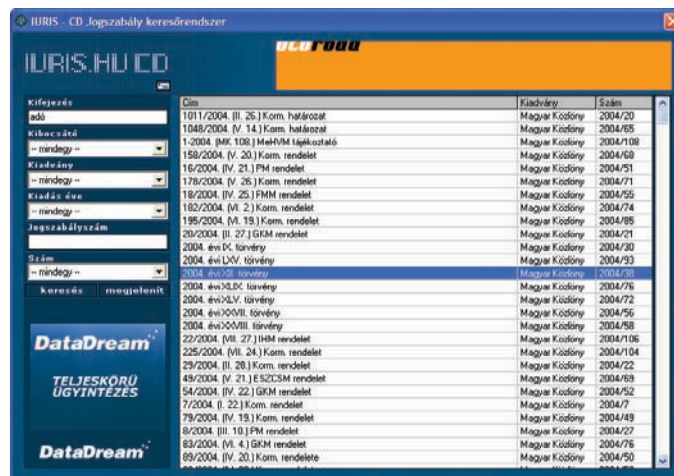 IURIS - CD Jogszabály keresőrendszer
IURIS.HU CD
Kifejezés
adó
Kibocsátó
-- mindegy --
Kiadvány
-- mindegy --
Kiadás éve
-- mindegy --
Jogszabályszám
Szám
-- mindegy --
keresés megjelenít
DataDream
TELJESKÖRŰ
ÜGYINTÉZÉS
DataDream
Cím Kiadvány Szám
1011/2004. (II. 26.) Korm. határozat Magyar Közlöny 2004/20
1048/2004. (V. 14.) Korm. határozat Magyar Közlöny 2004/65
1-2004. (MK 108.) MeHVM tájékoztató Magyar Közlöny 2004/108
158/2004. (V. 20.) Korm. rendelet Magyar Közlöny 2004/68
16/2004. (IV. 21.) PM rendelet Magyar Közlöny 2004/51
178/2004. (V. 26.) Korm. rendelet Magyar Közlöny 2004/71
18/2004. (IV. 25.) FMM rendelet Magyar Közlöny 2004/55
182/2004. (VI. 2.) Korm. rendelet Magyar Közlöny 2004/74
195/2004. (VI. 19.) Korm. rendelet Magyar Közlöny 2004/85
20/2004. (II. 27.) GKM rendelet Magyar Közlöny 2004/21
2004. évi IX. törvény Magyar Közlöny 2004/30
2004. évi LXV. törvény Magyar Közlöny 2004/93
2004. évi XII. törvény Magyar Közlöny 2004/38
2004. évi XLIX. törvény Magyar Közlöny 2004/76
2004. évi XLV. törvény Magyar Közlöny 2004/72
2004. évi XXVII. törvény Magyar Közlöny 2004/56
2004. évi XXVIII. törvény Magyar Közlöny 2004/58
22/2004. (VII. 27.) IHM rendelet Magyar Közlöny 2004/106
225/2004. (VII. 24.) Korm. rendelet Magyar Közlöny 2004/104
29/2004. (II. 28.) Korm. rendelet Magyar Közlöny 2004/22
49/2004. (V. 21.) ESZCSM rendelet Magyar Közlöny 2004/69
54/2004. (IV. 22.) GKM rendelet Magyar Közlöny 2004/52
7/2004. (I. 22.) Korm. rendelet Magyar Közlöny 2004/7
79/2004. (IV. 19.) Korm. rendelet Magyar Közlöny 2004/49
8/2004. (III. 10.) PM rendelet Magyar Közlöny 2004/27
83/2004. (VI. 4.) GKM rendelet Magyar Közlöny 2004/76
89/2004. (IV. 20.) Korm. rendelete Magyar Közlöny 2004/50